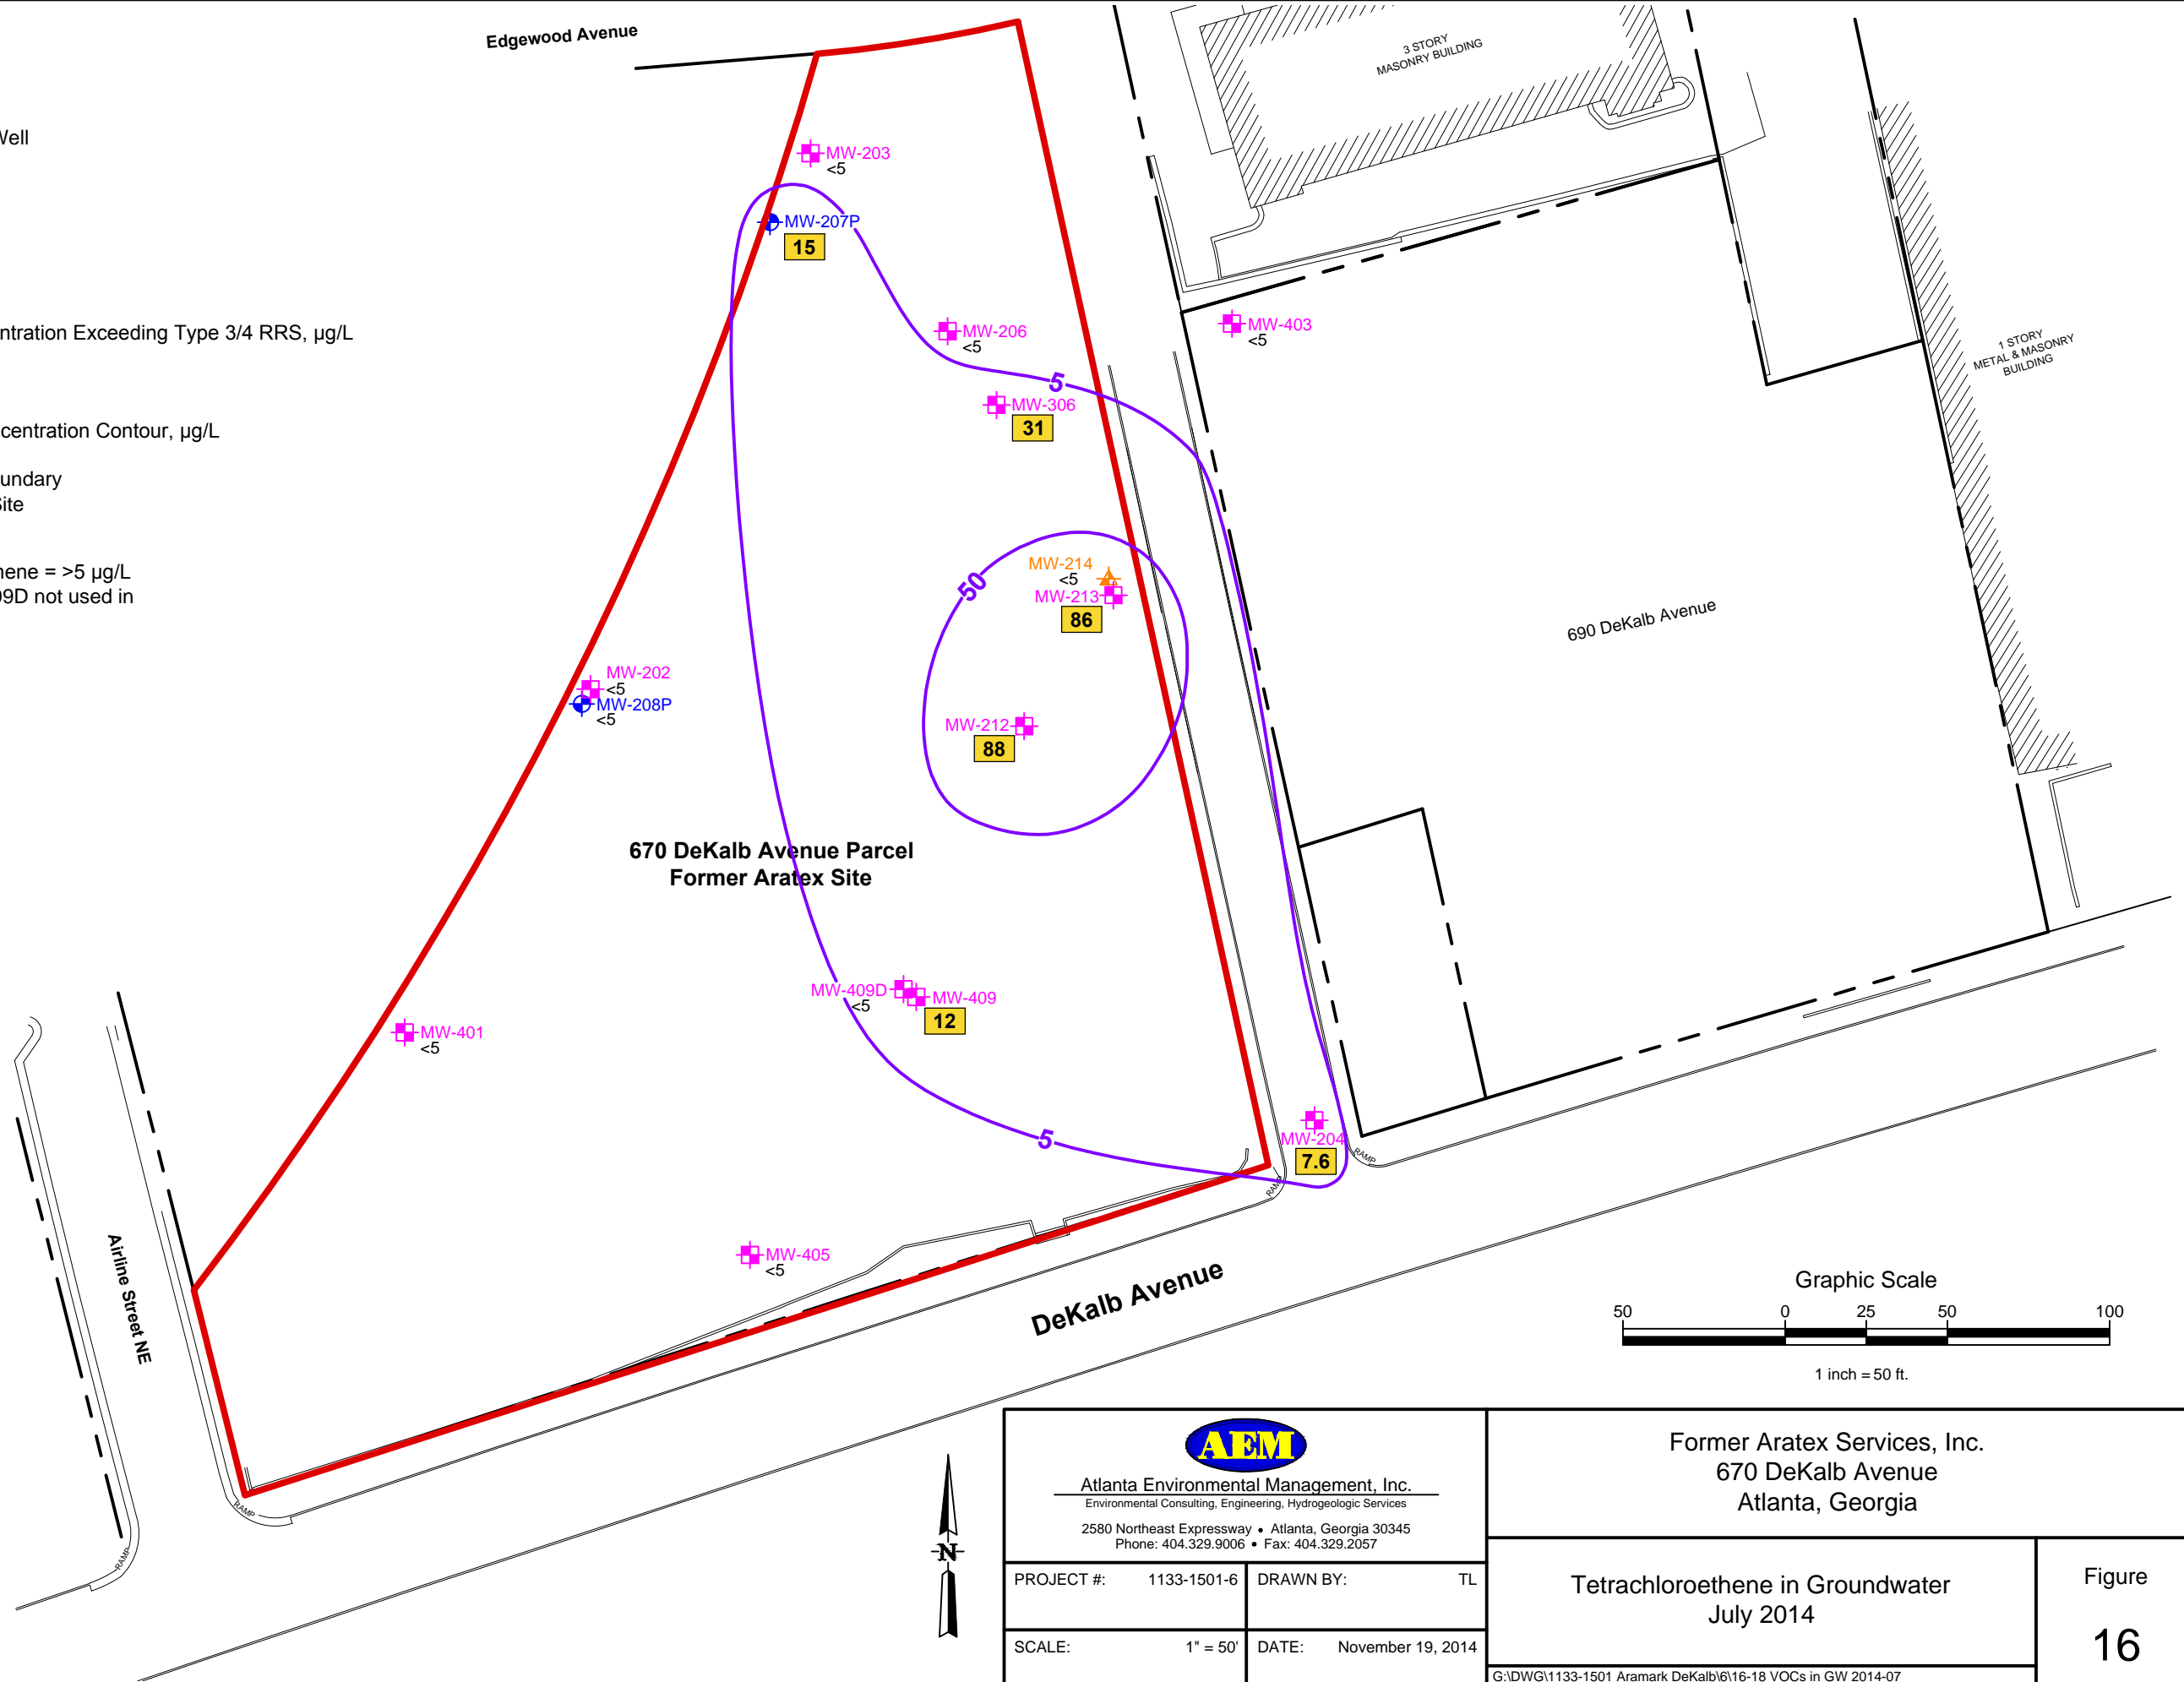 Edgewood Avenue
3 STORY
MASONRY BUILDING
Well
MW-203
<5
MW-207P
15
ntration Exceeding Type 3/4 RRS, µg/L
MW-206
<5
MW-403
<5
1 STORY
METAL & MASONRY
BUILDING
5
MW-306
31
centration Contour, µg/L
undary
Site
hene = >5 µg/L
09D not used in
50
MW-214
<5
MW-213
86
690 DeKalb Avenue
MW-202
<5
MW-208P
<5
MW-212
88
670 DeKalb Avenue Parcel
Former Aratex Site
MW-409D
<5
MW-409
12
MW-401
<5
5
MW-204
7.6
RAMP
RAMP
Airline Street NE
MW-405
<5
DeKalb Avenue
Graphic Scale
50 0 25 50 100
1 inch = 50 ft.
RAMP
RAMP
N
AEM
Atlanta Environmental Management, Inc.
Environmental Consulting, Engineering, Hydrogeologic Services
2580 Northeast Expressway • Atlanta, Georgia 30345
Phone: 404.329.9006 • Fax: 404.329.2057
PROJECT #: 1133-1501-6
DRAWN BY: TL
SCALE: 1" = 50'
DATE: November 19, 2014
Former Aratex Services, Inc.
670 DeKalb Avenue
Atlanta, Georgia
Tetrachloroethene in Groundwater
July 2014
Figure
16
G:\DWG\1133-1501 Aramark DeKalb\6\16-18 VOCs in GW 2014-07